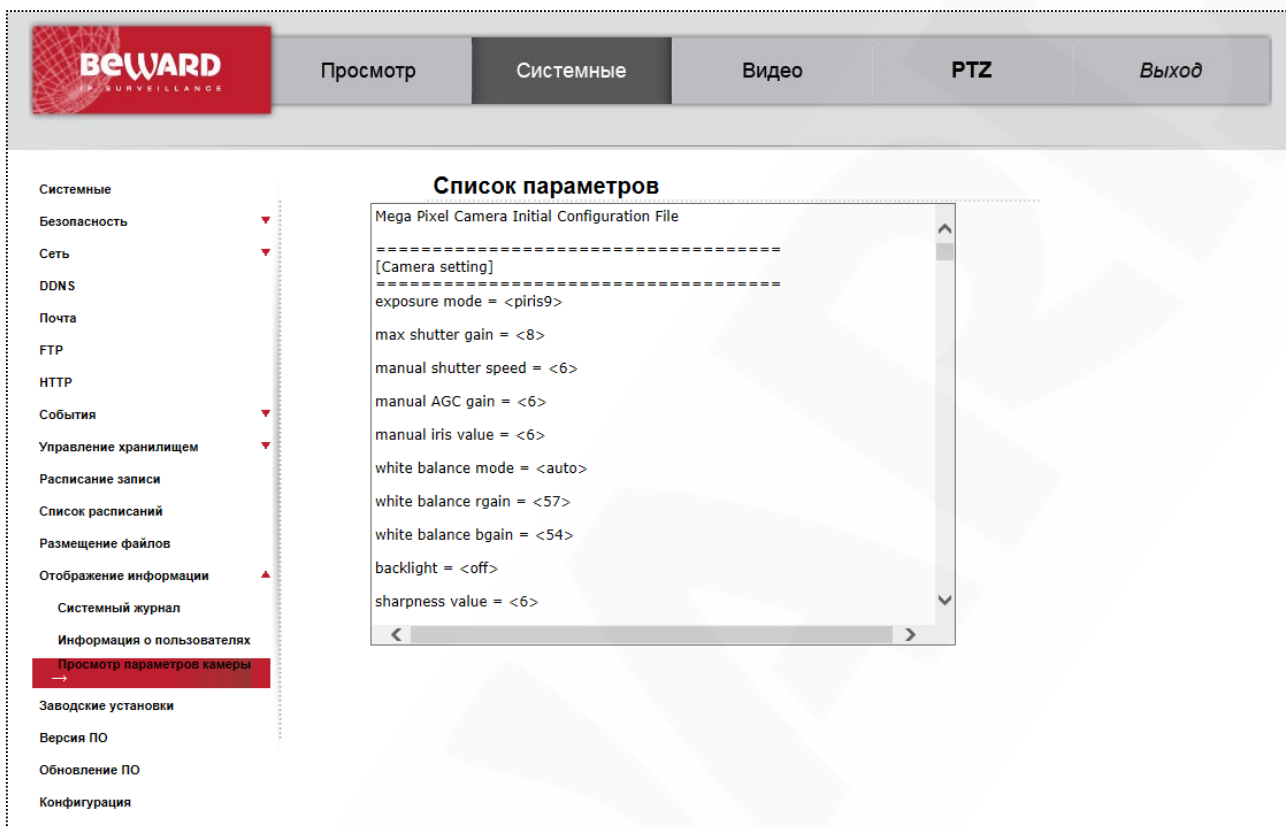 BEWARD
IP SURVEILLANCE
Просмотр
Системные
Видео
PTZ
Выход
Системные
Безопасность
Сеть
DDNS
Почта
FTP
HTTP
События
Управление хранилищем
Расписание записи
Список расписаний
Размещение файлов
Отображение информации
Системный журнал
Информация о пользователях
Просмотр параметров камеры
→
Заводские установки
Версия ПО
Обновление ПО
Конфигурация
Список параметров
Mega Pixel Camera Initial Configuration File
====================================
[Camera setting]
====================================
exposure mode = <piris9>
max shutter gain = <8>
manual shutter speed = <6>
manual AGC gain = <6>
manual iris value = <6>
white balance mode = <auto>
white balance rgain = <57>
white balance bgain = <54>
backlight = <off>
sharpness value = <6>